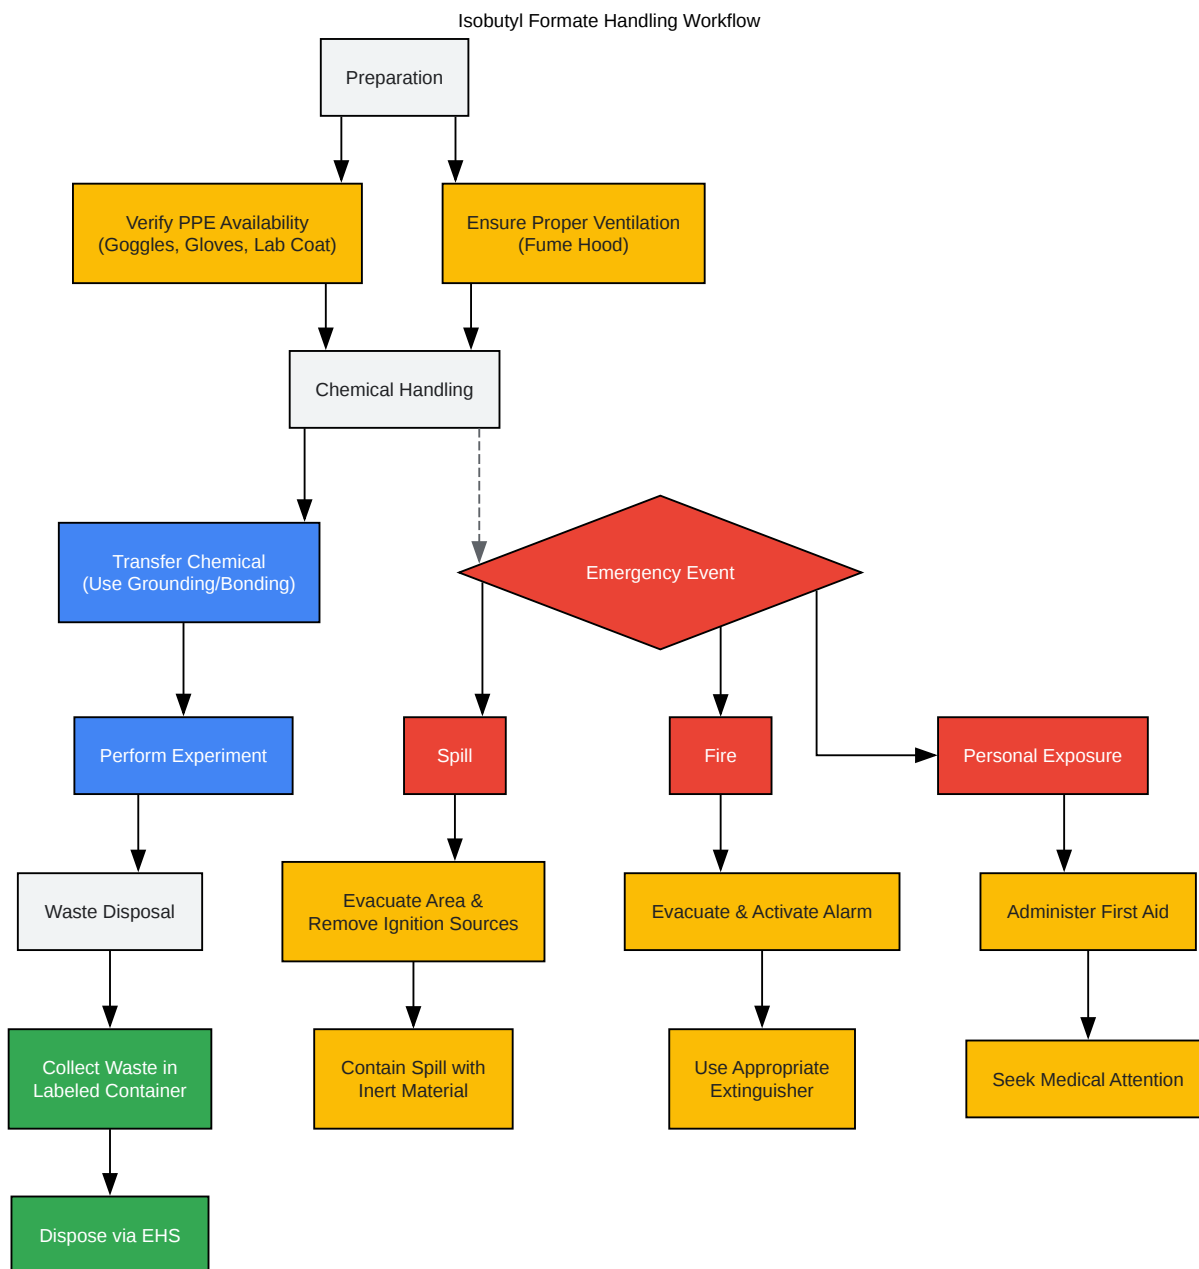 Isobutyl Formate Handling Workflow
Preparation
Verify PPE Availability
(Goggles, Gloves, Lab Coat)
Ensure Proper Ventilation
(Fume Hood)
Chemical Handling
Transfer Chemical
(Use Grounding/Bonding)
Emergency Event
Perform Experiment
Spill
Fire
Personal Exposure
Waste Disposal
Evacuate Area &
Remove Ignition Sources
Evacuate & Activate Alarm
Administer First Aid
Collect Waste in
Labeled Container
Contain Spill with
Inert Material
Use Appropriate
Extinguisher
Seek Medical Attention
Dispose via EHS